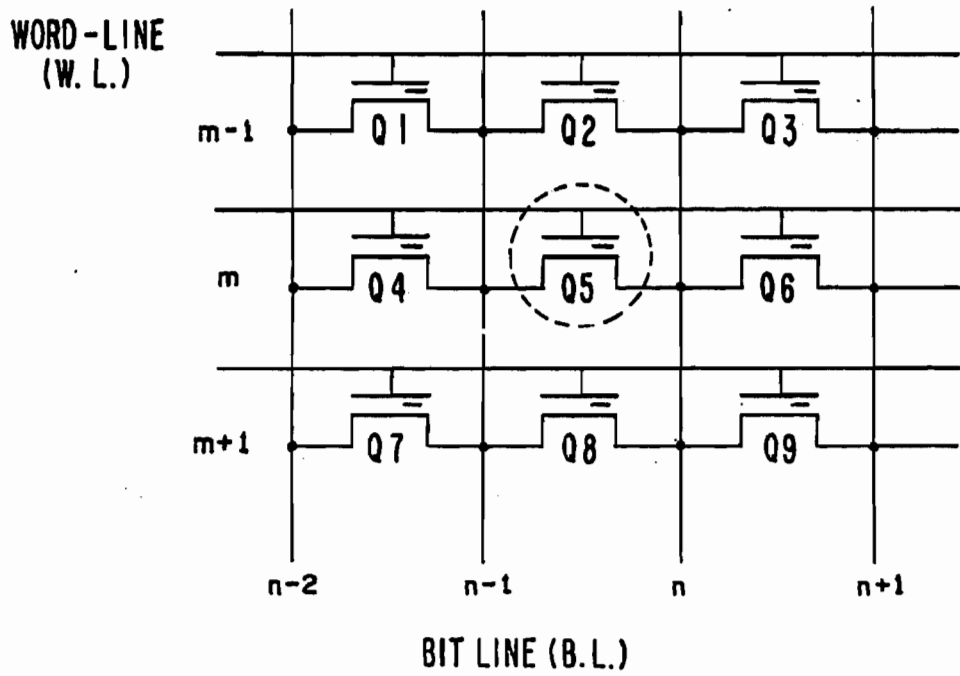 WORD-LINE
(W. L.)
m-1
Q1 Q2 Q3
m
Q4 Q5 Q6
m+1
Q7 Q8 Q9
n-2 n-1 n n+1
BIT LINE (B.L.)